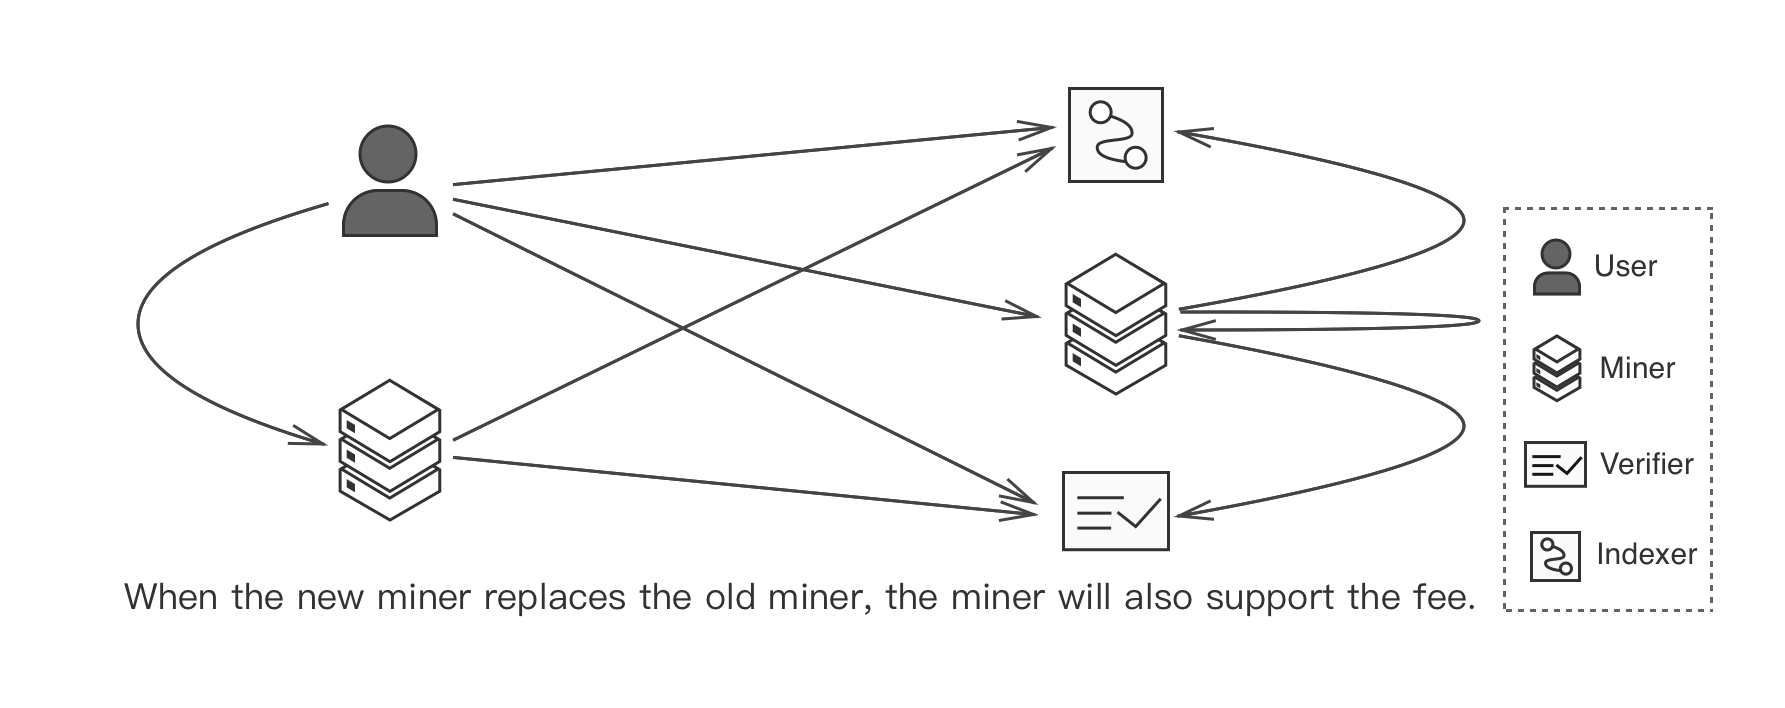 User
Miner
Verifier
Indexer
When the new miner replaces the old miner, the miner will also support the fee.